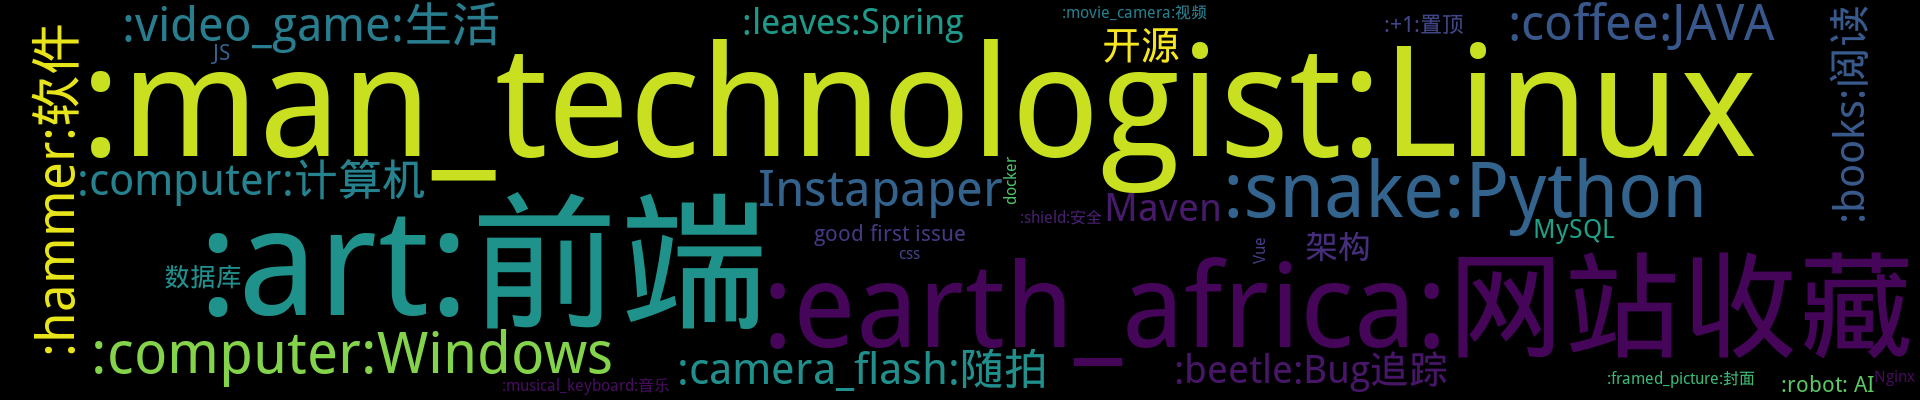 :video_game:生活
:leaves:Spring
:movie_camera:视频
:+1:置顶
:coffee:JAVA
:books:阅读
:hammer:软件
JS
开源
:man_technologist:Linux
:computer:计算机
Instapaper
docker
:shield:安全
Maven
:snake:Python
MySQL
:art:前端
数据库
good first issue
css
Vue
架构
:earth_africa:网站收藏
:computer:Windows
:camera_flash:随拍
:beetle:Bug追踪
:musical_keyboard:音乐
:framed_picture:封面
:robot: AI
Nginx